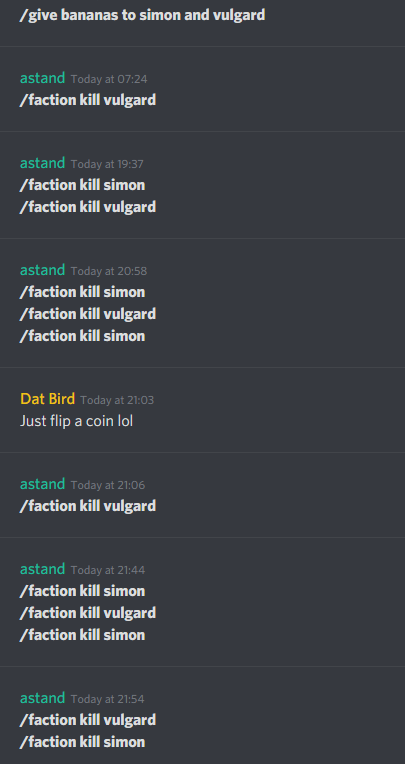 /give bananas to simon and vulgard
astand Today at 07:24
/faction kill vulgard
astand Today at 19:37
/faction kill simon
/faction kill vulgard
astand Today at 20:58
/faction kill simon
/faction kill vulgard
/faction kill simon
Dat Bird Today at 21:03
Just flip a coin lol
astand Today at 21:06
/faction kill vulgard
astand Today at 21:44
/faction kill simon
/faction kill vulgard
/faction kill simon
astand Today at 21:54
/faction kill vulgard
/faction kill simon